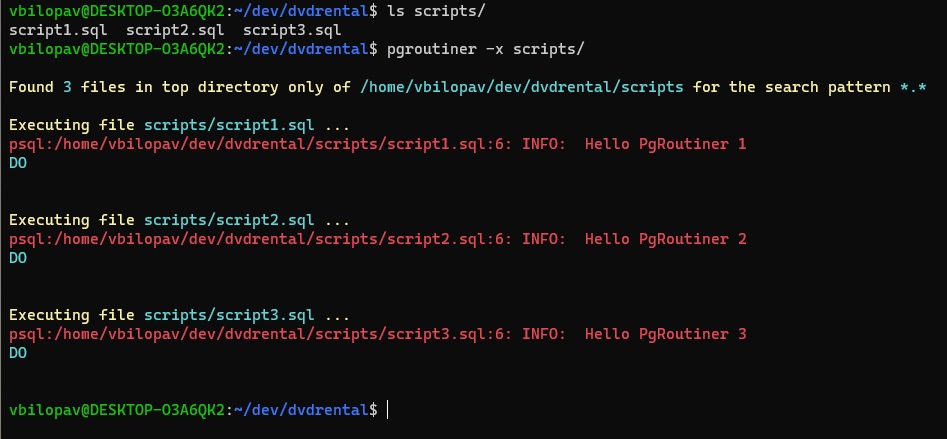 vbilopav@DESKTOP-O3A6QK2:~/dev/dvdrental$ ls scripts/
script1.sql  script2.sql  script3.sql
vbilopav@DESKTOP-O3A6QK2:~/dev/dvdrental$ pgroutiner -x scripts/
Found 3 files in top directory only of /home/vbilopav/dev/dvdrental/scripts for the search pattern *.*
Executing file scripts/script1.sql ...
psql:/home/vbilopav/dev/dvdrental/scripts/script1.sql:6: INFO:  Hello PgRoutiner 1
DO
Executing file scripts/script2.sql ...
psql:/home/vbilopav/dev/dvdrental/scripts/script2.sql:6: INFO:  Hello PgRoutiner 2
DO
Executing file scripts/script3.sql ...
psql:/home/vbilopav/dev/dvdrental/scripts/script3.sql:6: INFO:  Hello PgRoutiner 3
DO
vbilopav@DESKTOP-O3A6QK2:~/dev/dvdrental$